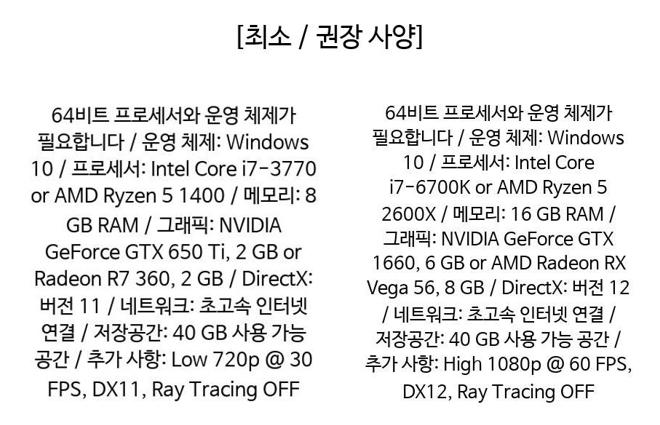 [최소 / 권장 사양]
64비트 프로세서와 운영 체제가
필요합니다 / 운영 체제: Windows
10 / 프로세서: Intel Core i7-3770
or AMD Ryzen 5 1400 / 메모리: 8
GB RAM / 그래픽: NVIDIA
GeForce GTX 650 Ti, 2 GB or
Radeon R7 360, 2 GB / DirectX:
버전 11 / 네트워크: 초고속 인터넷
연결 / 저장공간: 40 GB 사용 가능
공간 / 추가 사항: Low 720p @ 30
FPS, DX11, Ray Tracing OFF
64비트 프로세서와 운영 체제가
필요합니다 / 운영 체제: Windows
10 / 프로세서: Intel Core
i7-6700K or AMD Ryzen 5
2600X / 메모리: 16 GB RAM /
그래픽: NVIDIA GeForce GTX
1660, 6 GB or AMD Radeon RX
Vega 56, 8 GB / DirectX: 버전 12
/ 네트워크: 초고속 인터넷 연결 /
저장공간: 40 GB 사용 가능 공간 /
추가 사항: High 1080p @ 60 FPS,
DX12, Ray Tracing OFF